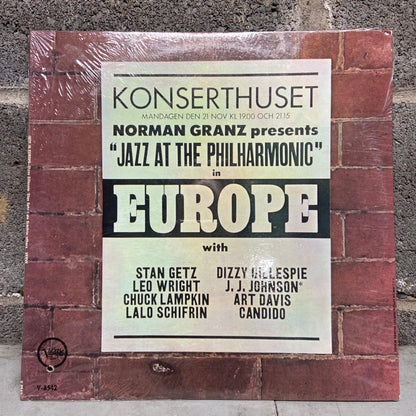 KONSERTHUSET
MÅNDAGEN DEN 21 NOV KL 19.00 OCH 21.15
NORMAN GRANZ presents
"JAZZ AT THE PHILHARMONIC"
in
EUROPE
with
STAN GETZ DIZZY GILLESPIE
LEO WRIGHT J. J. JOHNSON*
CHUCK LAMPKIN ART DAVIS
LALO SCHIFRIN CANDIDO
Verve
V-8542